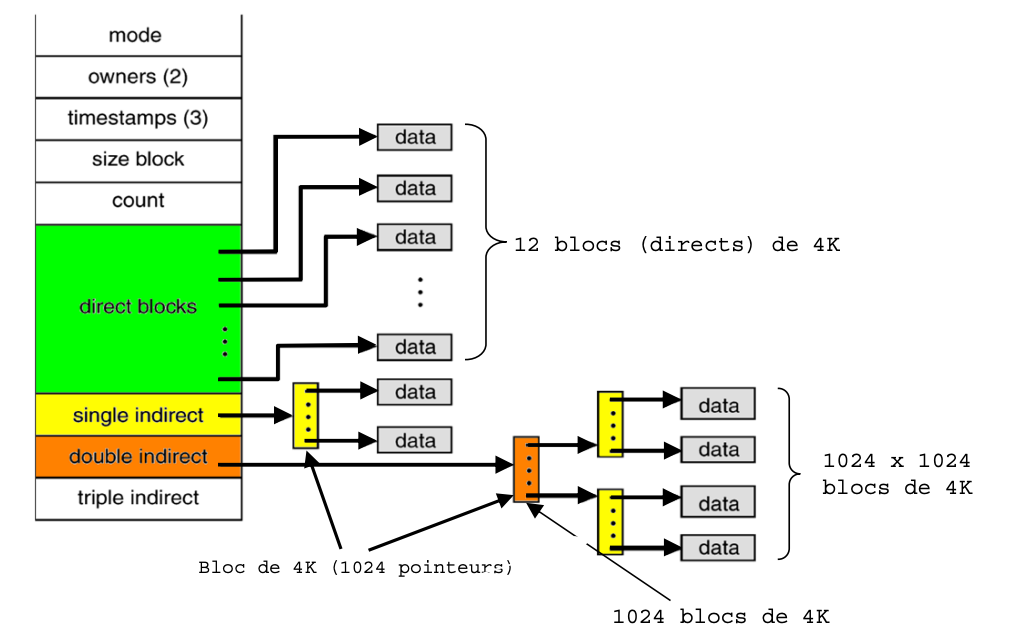 mode
owners (2)
timestamps (3)
size block
count
direct blocks
single indirect
double indirect
triple indirect
data
data
data
data
data
data
12 blocs (directs) de 4K
data
data
data
data
1024 x 1024
blocs de 4K
Bloc de 4K (1024 pointeurs)
1024 blocs de 4K